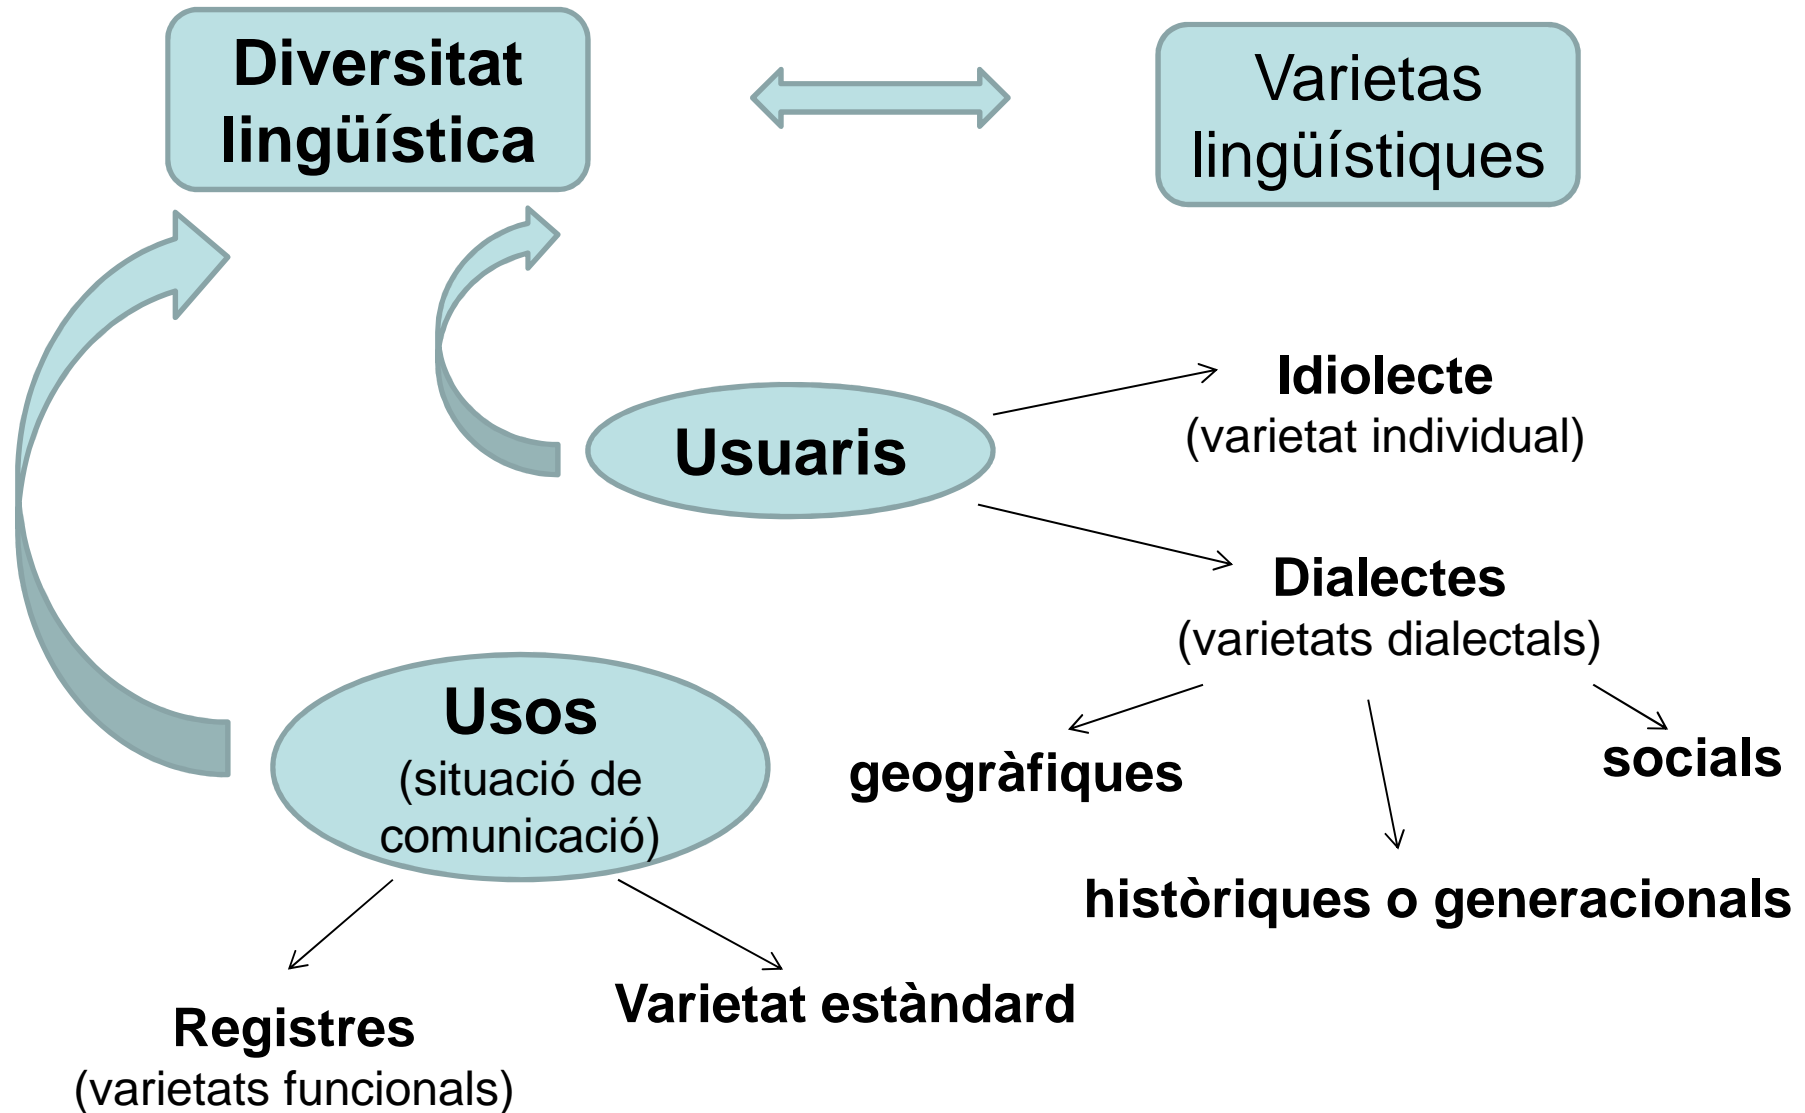 Diversitat
lingüística
Varietas
lingüístiques
Idiolecte
(varietat individual)
Usuaris
Dialectes
(varietats dialectals)
Usos
(situació de
comunicació)
geogràfiques
socials
històriques o generacionals
Registres
(varietats funcionals)
Varietat estàndard